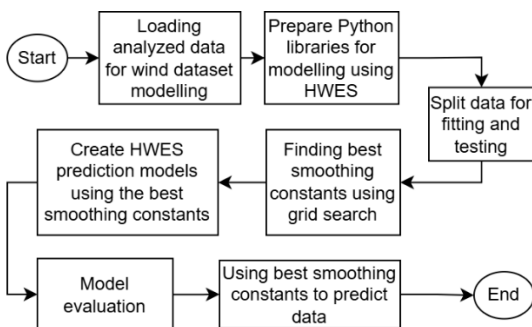 Start
Loading
analyzed data
for wind dataset
modelling
Prepare Python
libraries for
modelling using
HWES
Split data for
fitting and
testing
Finding best
smoothing
constants using
grid search
Create HWES
prediction models
using the best
smoothing constants
Model
evaluation
Using best smoothing
constants to predict
data
End